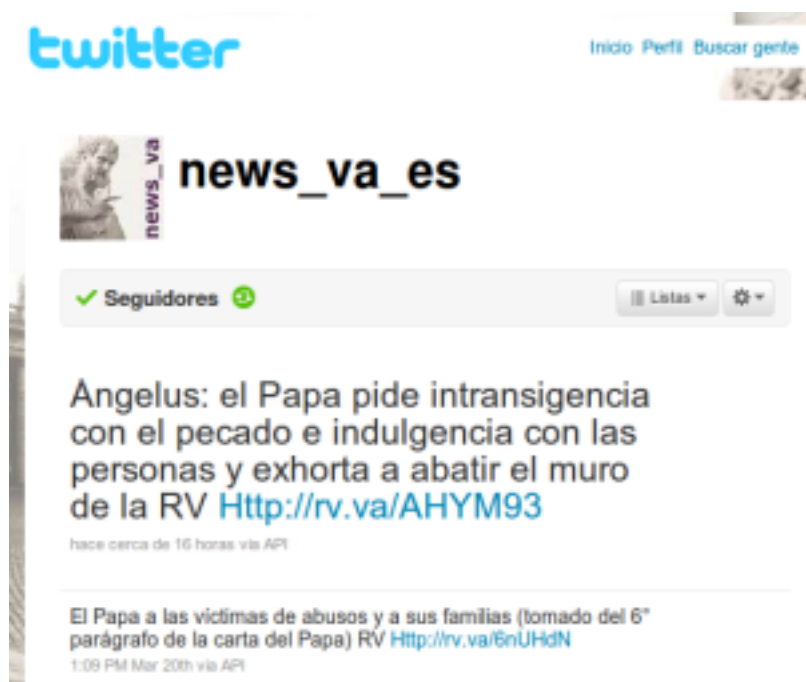 twitter
Inicio Perfil Buscar gente
news_va
news_va_es
Seguidores
Listas
Ángelus: el Papa pide intransigencia
con el pecado e indulgencia con las
personas y exhorta a abatir el muro
de la RV Http://rv.va/AHYM93
hace cerca de 16 horas via API
El Papa a las victimas de abusos y a sus familias (tomado del 6°
parágrafo de la carta del Papa) RV Http://rv.va/6nUHdN
1:09 PM Mar 20th via API